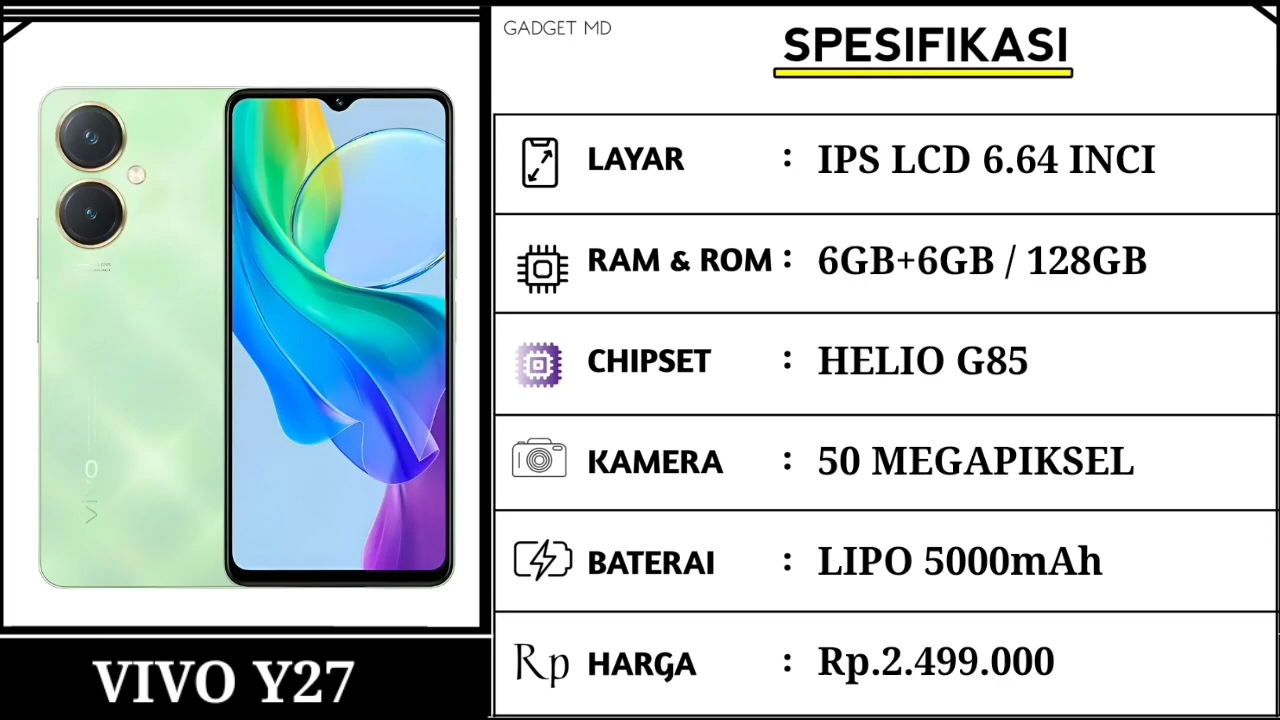 GADGET MD
SPESIFIKASI
LAYAR : IPS LCD 6.64 INCI
RAM & ROM : 6GB+6GB / 128GB
CHIPSET : HELIO G85
KAMERA : 50 MEGAPIKSEL
BATERAI : LIPO 5000mAh
Rp HARGA : Rp.2.499.000
vivo
VIVO Y27